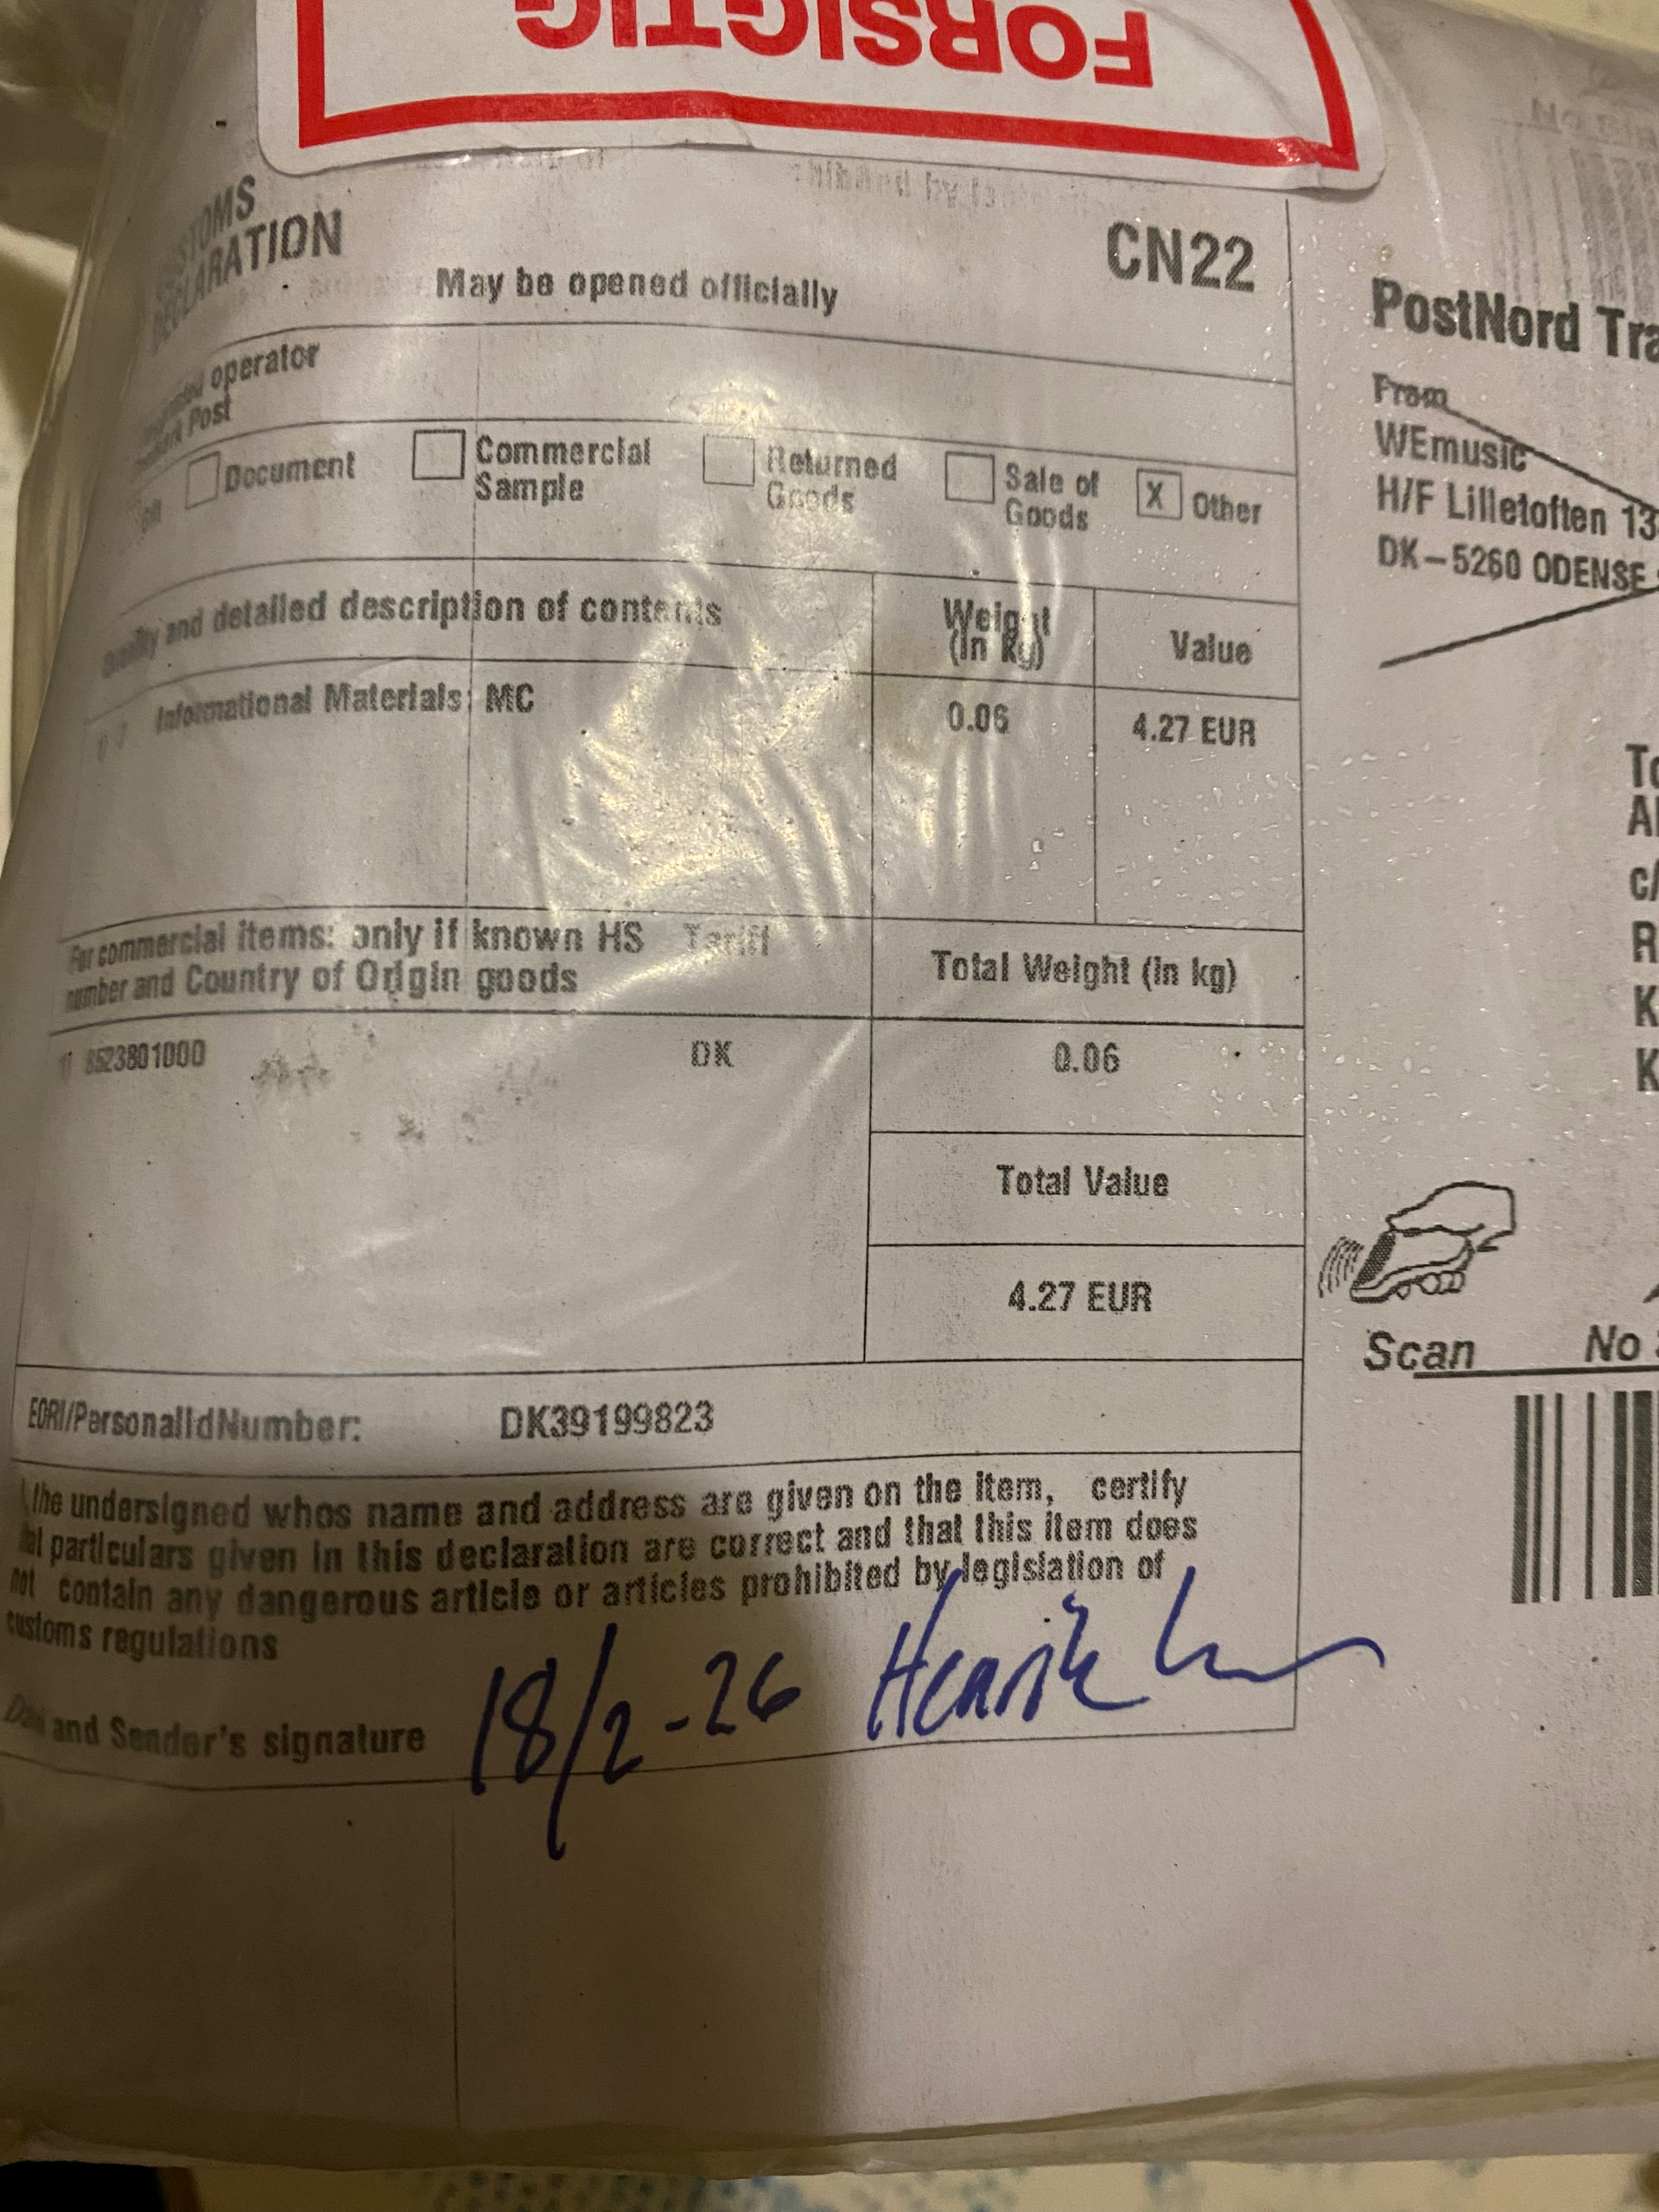 FORSIGTIG
CUSTOMS
DECLARATION
May be opened officially
CN22
operator
Post
Document
Commercial
Sample
Returned
Goods
Sale of
Goods
X Other
and detailed description of contents
Weight
(in kg)
Value
Informational Materials: MC
0.06
4.27 EUR
For commercial items: only if known HS Tariff
number and Country of Origin goods
Total Weight (in kg)
8523801000
DK
0.06
Total Value
4.27 EUR
EORI/PersonalIdNumber: DK39199823
the undersigned whos name and address are given on the item, certify
particulars given in this declaration are correct and that this item does
not contain any dangerous article or articles prohibited by legislation of
customs regulations
and Sender's signature 18/2-26 Henrik
PostNord Tra
From
WEmusic
H/F Lilletoften 13
DK-5260 ODENSE
c/
R
K
K
Scan
No